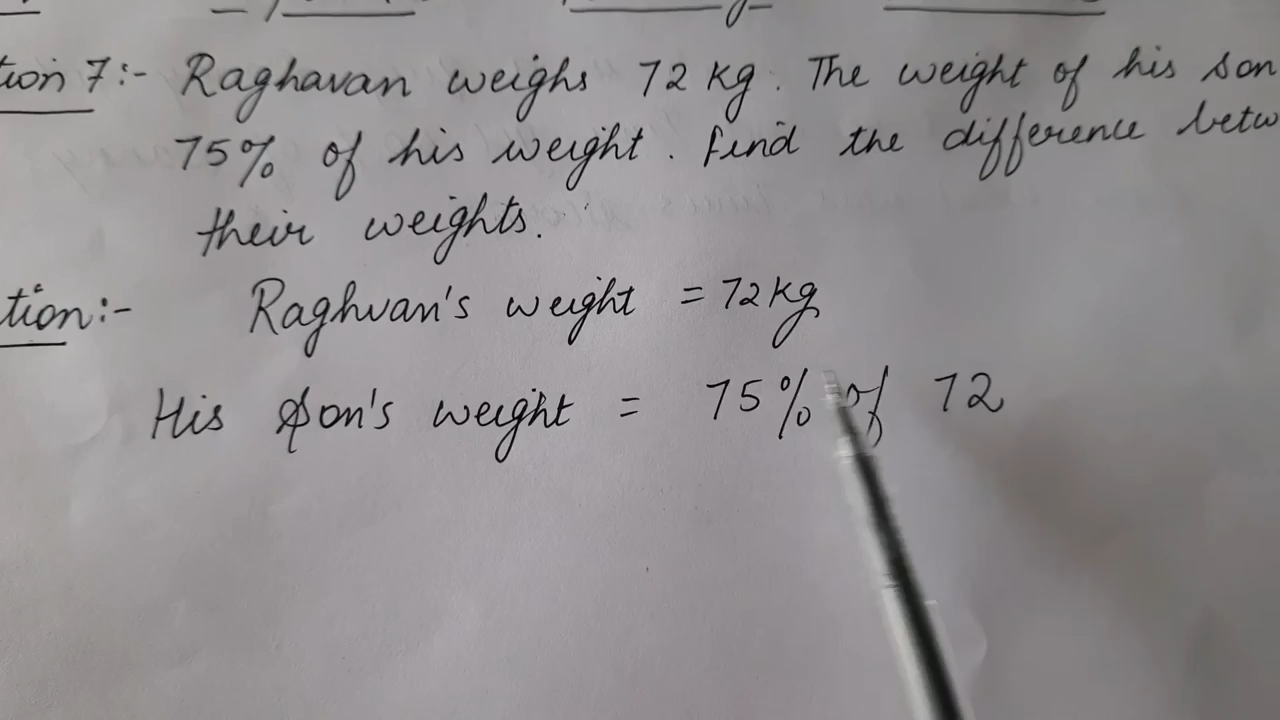 tion 7:- Raghavan weighs 72 kg. The weight of his son
75% of his weight. Find the difference betw
their weights.
tion:- Raghvan's weight = 72 kg
His Son's weight = 75% of 72